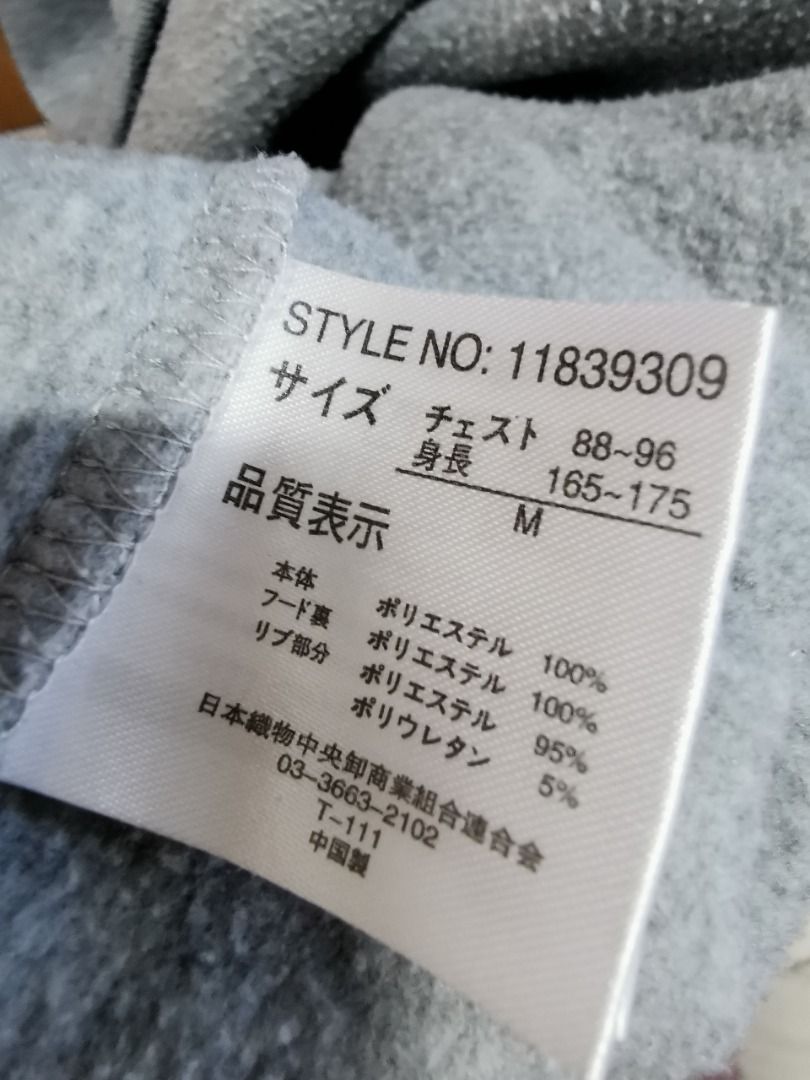 STYLE NO: 11839309
サイズ チェスト 88~96
身長 165~175
M
品質表示
本体 ポリエステル 100%
フード裏 ポリエステル 100%
リブ部分 ポリエステル 95%
ポリウレタン 5%
日本織物中央卸商業組合連合会
03-3663-2102
T-111
中国製